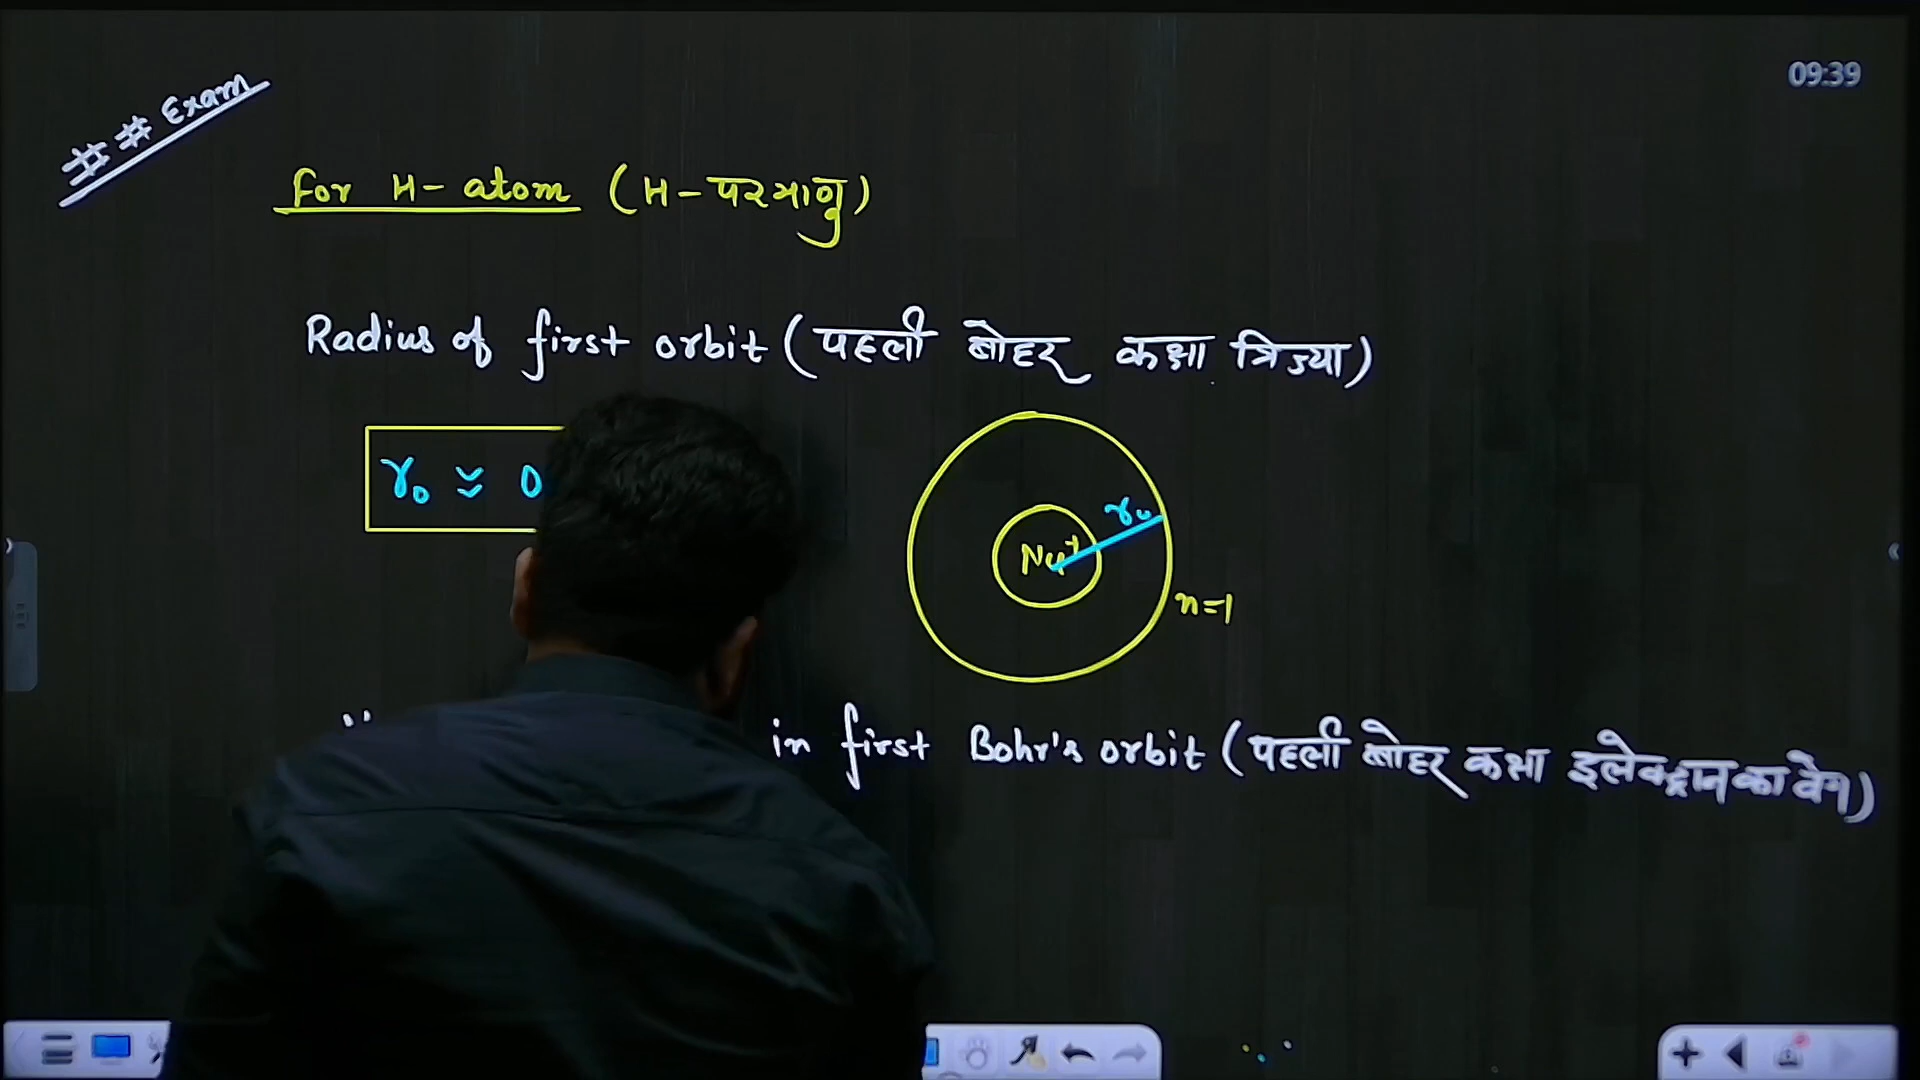 09:39
## Exam
For H-atom (H-परमाणु)
Radius of first orbit (पहली बोहर कक्षा त्रिज्या)
r₀ ≈ 0
r₀
Nu⁺
n=1
in first Bohr's orbit (पहली बोहर कक्षा इलेक्ट्रान का वेग)